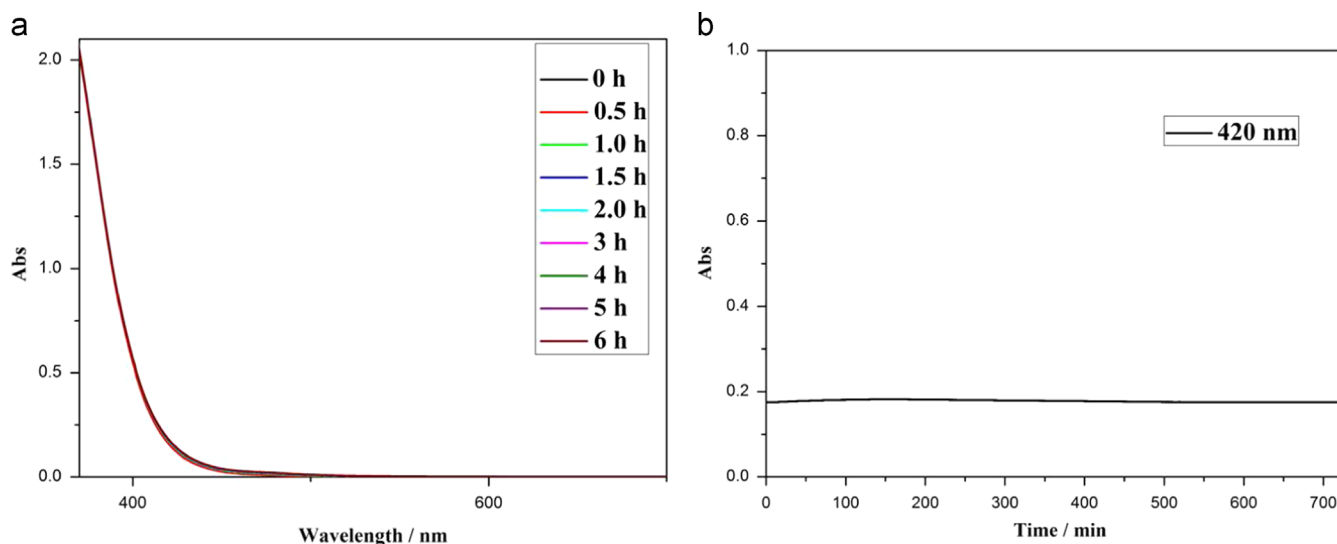 a
2.0
1.5
1.0
0.5
0.0
Abs
400
600
Wavelength / nm
0 h
0.5 h
1.0 h
1.5 h
2.0 h
3 h
4 h
5 h
6 h
b
1.0
0.8
0.6
0.4
0.2
0.0
Abs
0 100 200 300 400 500 600 700
Time / min
420 nm